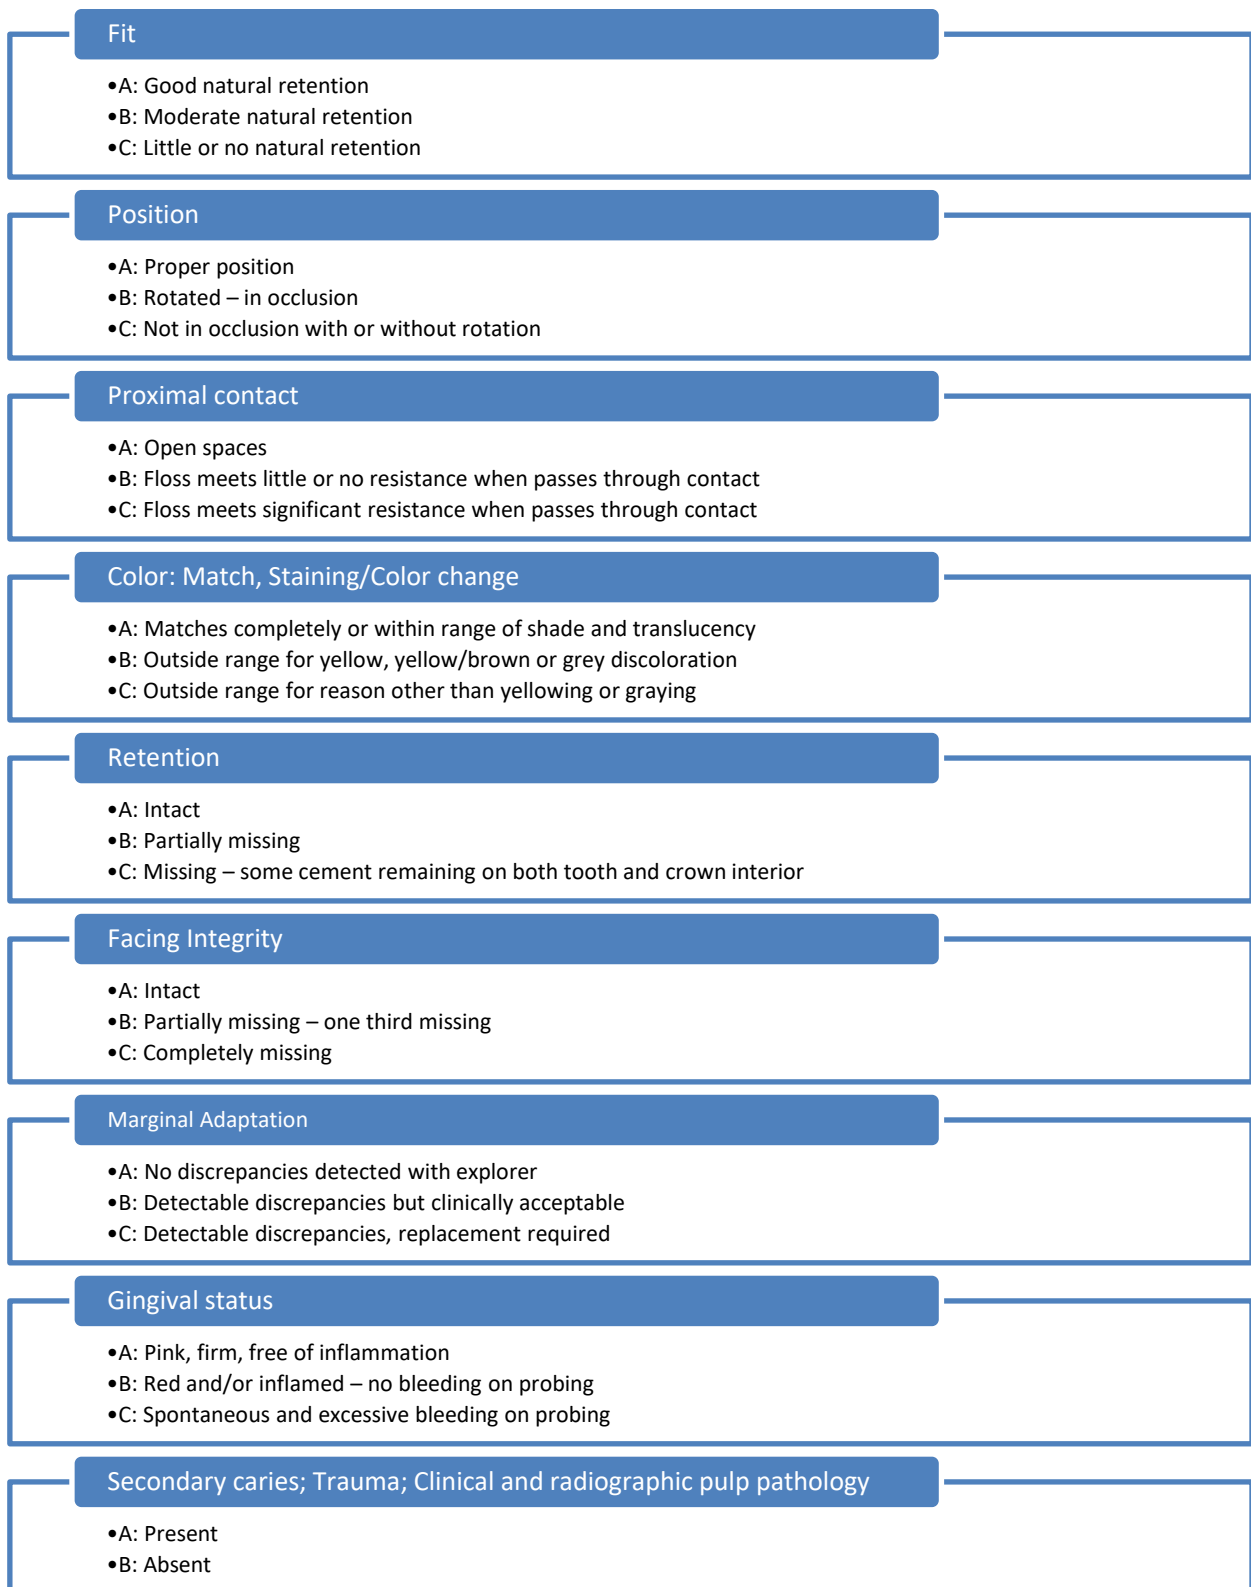 Fit
•A: Good natural retention
•B: Moderate natural retention
•C: Little or no natural retention
Position
•A: Proper position
•B: Rotated – in occlusion
•C: Not in occlusion with or without rotation
Proximal contact
•A: Open spaces
•B: Floss meets little or no resistance when passes through contact
•C: Floss meets significant resistance when passes through contact
Color: Match, Staining/Color change
•A: Matches completely or within range of shade and translucency
•B: Outside range for yellow, yellow/brown or grey discoloration
•C: Outside range for reason other than yellowing or graying
Retention
•A: Intact
•B: Partially missing
•C: Missing – some cement remaining on both tooth and crown interior
Facing Integrity
•A: Intact
•B: Partially missing – one third missing
•C: Completely missing
Marginal Adaptation
•A: No discrepancies detected with explorer
•B: Detectable discrepancies but clinically acceptable
•C: Detectable discrepancies, replacement required
Gingival status
•A: Pink, firm, free of inflammation
•B: Red and/or inflamed – no bleeding on probing
•C: Spontaneous and excessive bleeding on probing
Secondary caries; Trauma; Clinical and radiographic pulp pathology
•A: Present
•B: Absent